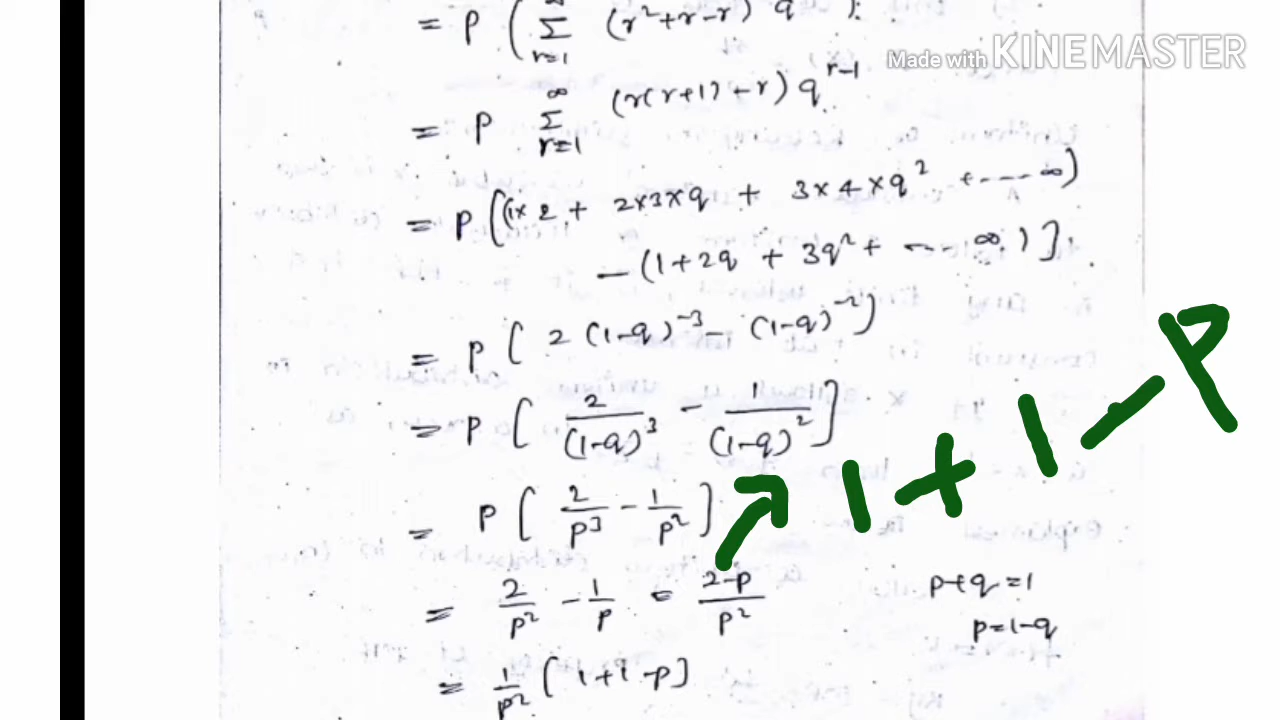 = P ( ∑ r=1 (r²+r-r) q
Made with KINEMASTER
= P ∑ r=1 ∞ (r(r+1)-r) q^{r-1}
= P [(1×2 + 2×3×q + 3×4×q² +---- ∞)
- (1+2q + 3q² + ---- ∞)].
= P [ 2 (1-q)^{-3} - (1-q)^{-2} ]
= P [ 2/(1-q)³ - 1/(1-q)² ]
= P [ 2/P³ - 1/P² ]
1+1-P
= 2/P² - 1/P = 2-P/P²
P+q=1
P=1-q
= 1/P² [ 1+1-P ]